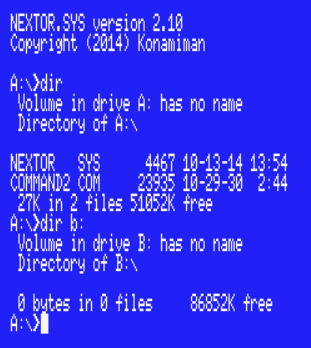 NEXTOR.SYS version 2.10
Copyright (2014) Konamiman
A:\>dir
Volume in drive A: has no name
Directory of A:\
NEXTOR   SYS      4467 10-13-14 13:54
COMMAND2 COM     23935 10-29-30  2:44
27K in 2 files 51052K free
A:\>dir b:
Volume in drive B: has no name
Directory of B:\
0 bytes in 0 files     86852K free
A:\>